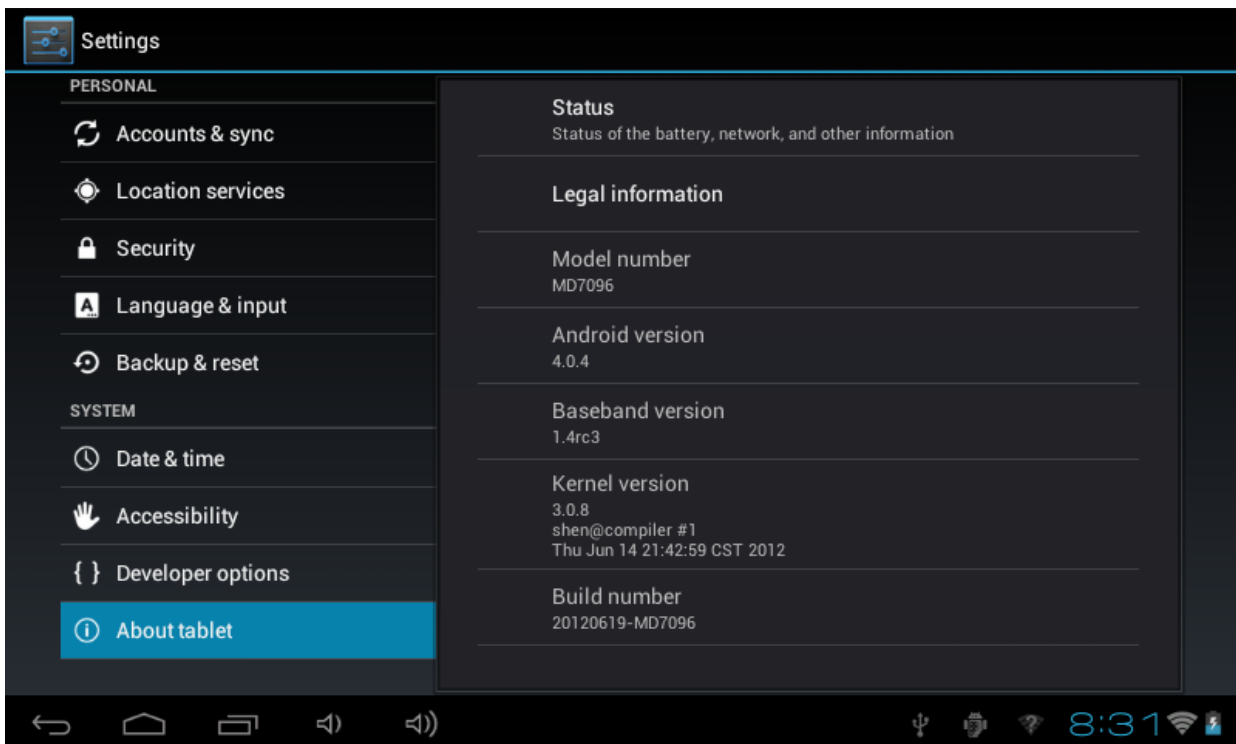 Settings
PERSONAL
Accounts & sync
Location services
Security
Language & input
Backup & reset
SYSTEM
Date & time
Accessibility
{ } Developer options
About tablet
Status
Status of the battery, network, and other information
Legal information
Model number
MD7096
Android version
4.0.4
Baseband version
1.4rc3
Kernel version
3.0.8
shen@compiler #1
Thu Jun 14 21:42:59 CST 2012
Build number
20120619-MD7096
8:31